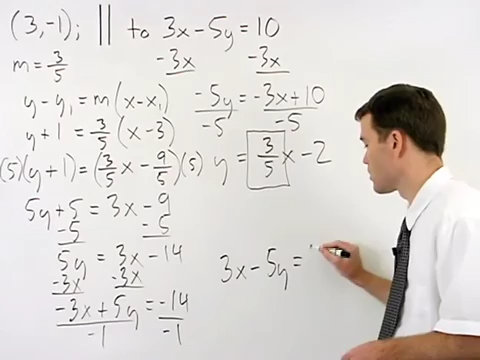 (3,-1); || to 3x-5y=10
-3x -3x
m=3/5
-5y = -3x+10
-5 -5
y-y₁=m(x-x₁)
y+1=3/5(x-3)
y = 3/5x-2
(5)(y+1)=(3/5x-9/5)(5)
5y+5=3x-9
-5 -5
5y=3x-14
-3x -3x
-3x+5y=-14
-1 -1
3x-5y=